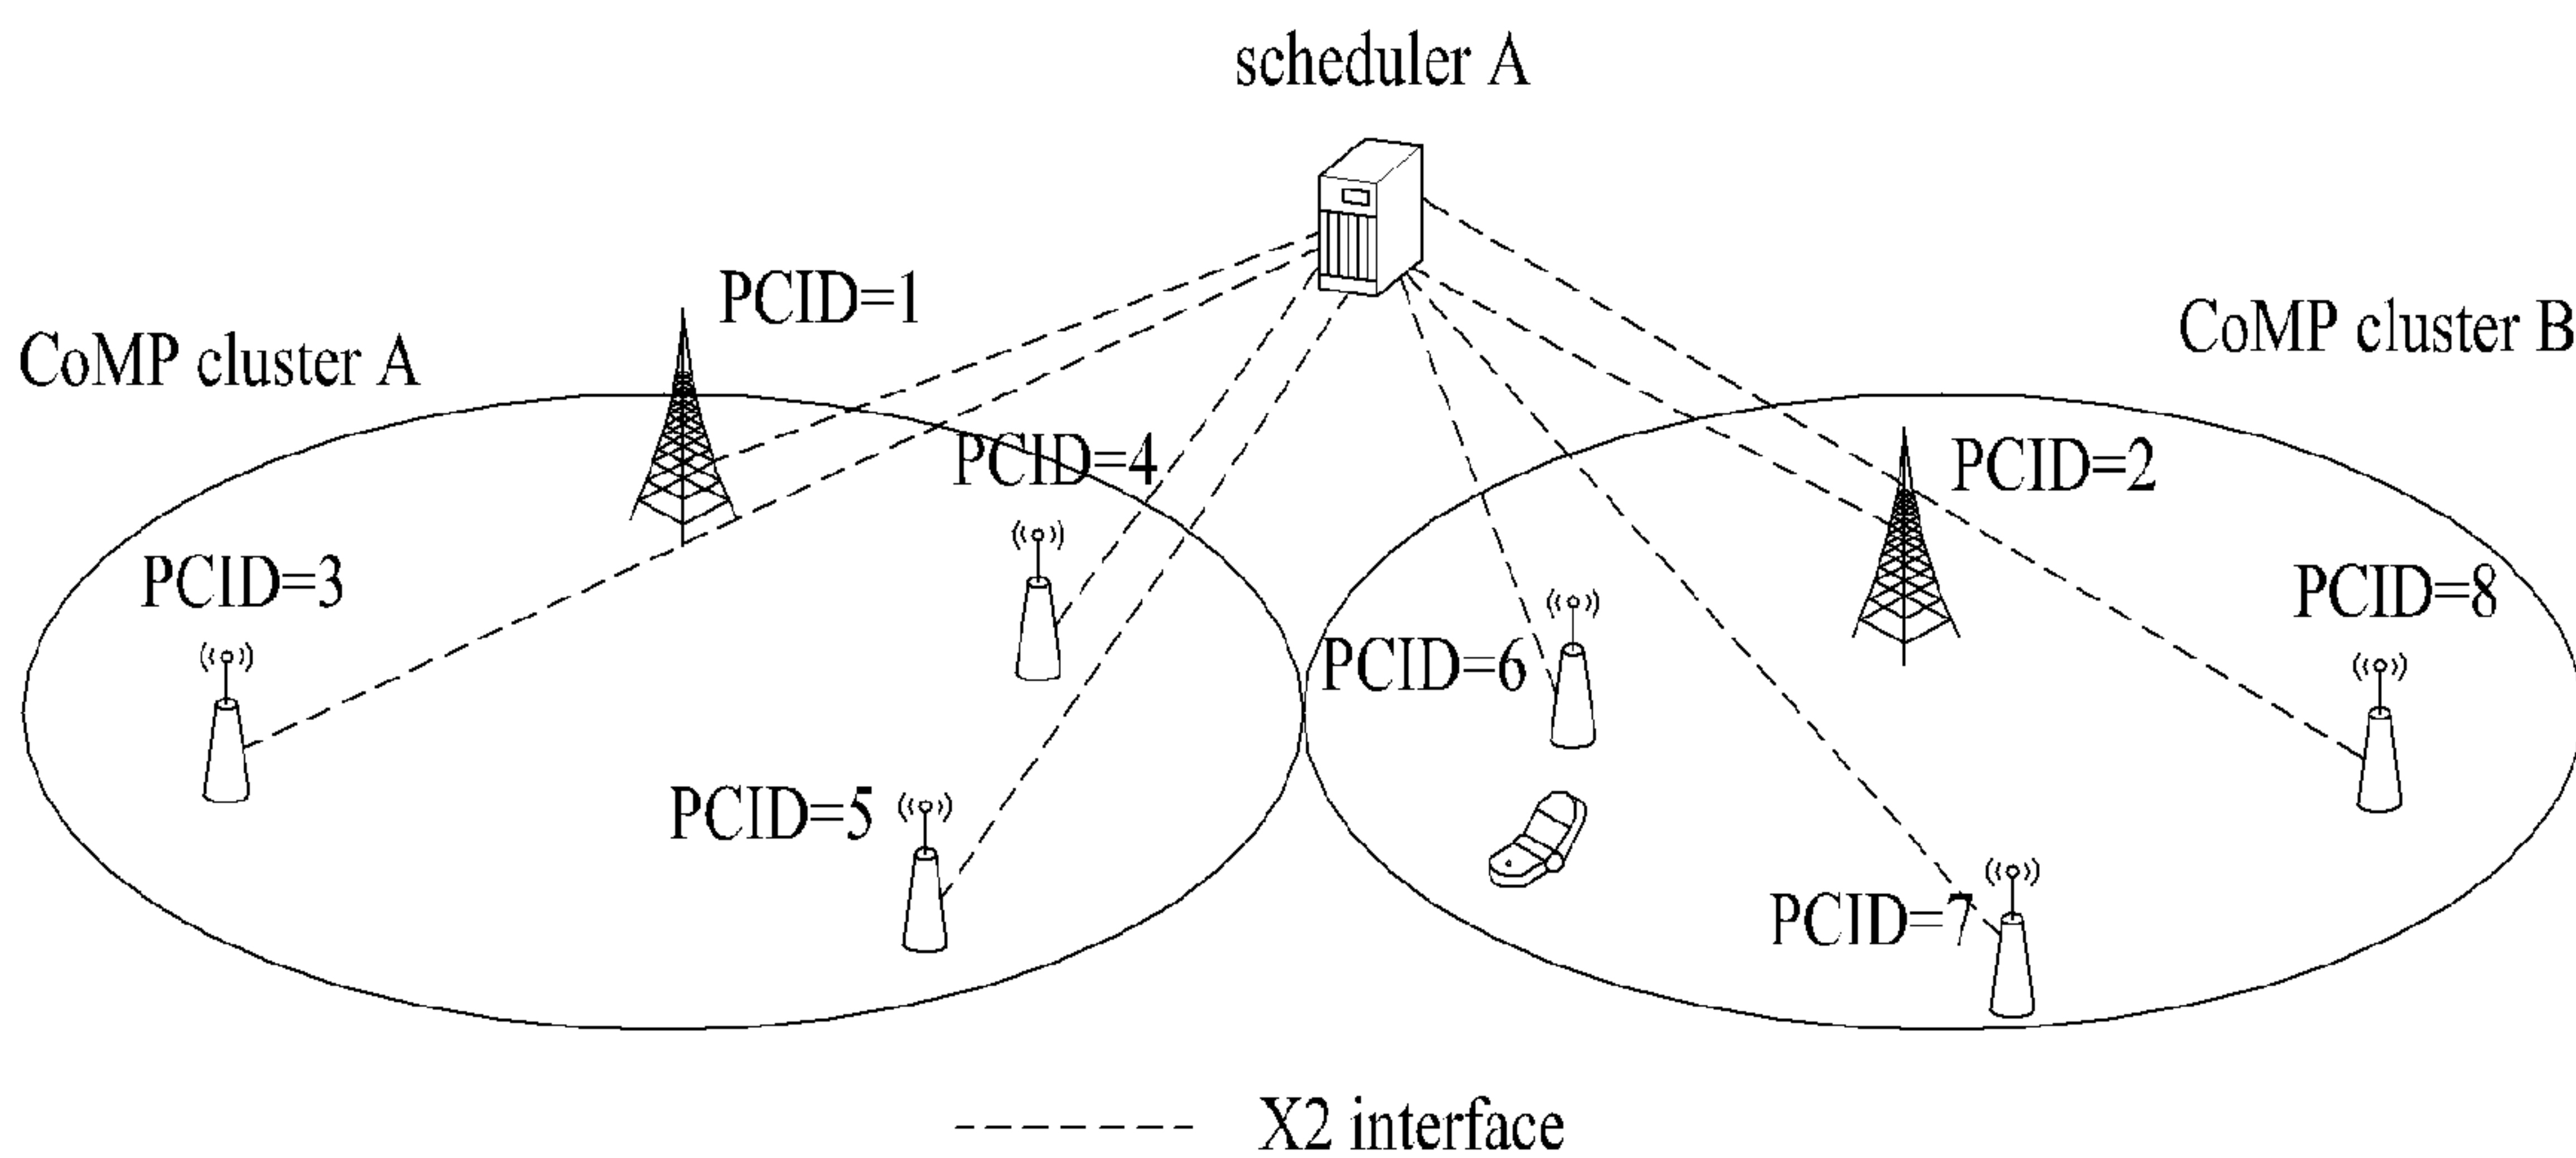 scheduler A
PCID=1
CoMP cluster A
CoMP cluster B
PCID=4
PCID=2
PCID=3
PCID=8
PCID=6
PCID=5
PCID=7
X2 interface